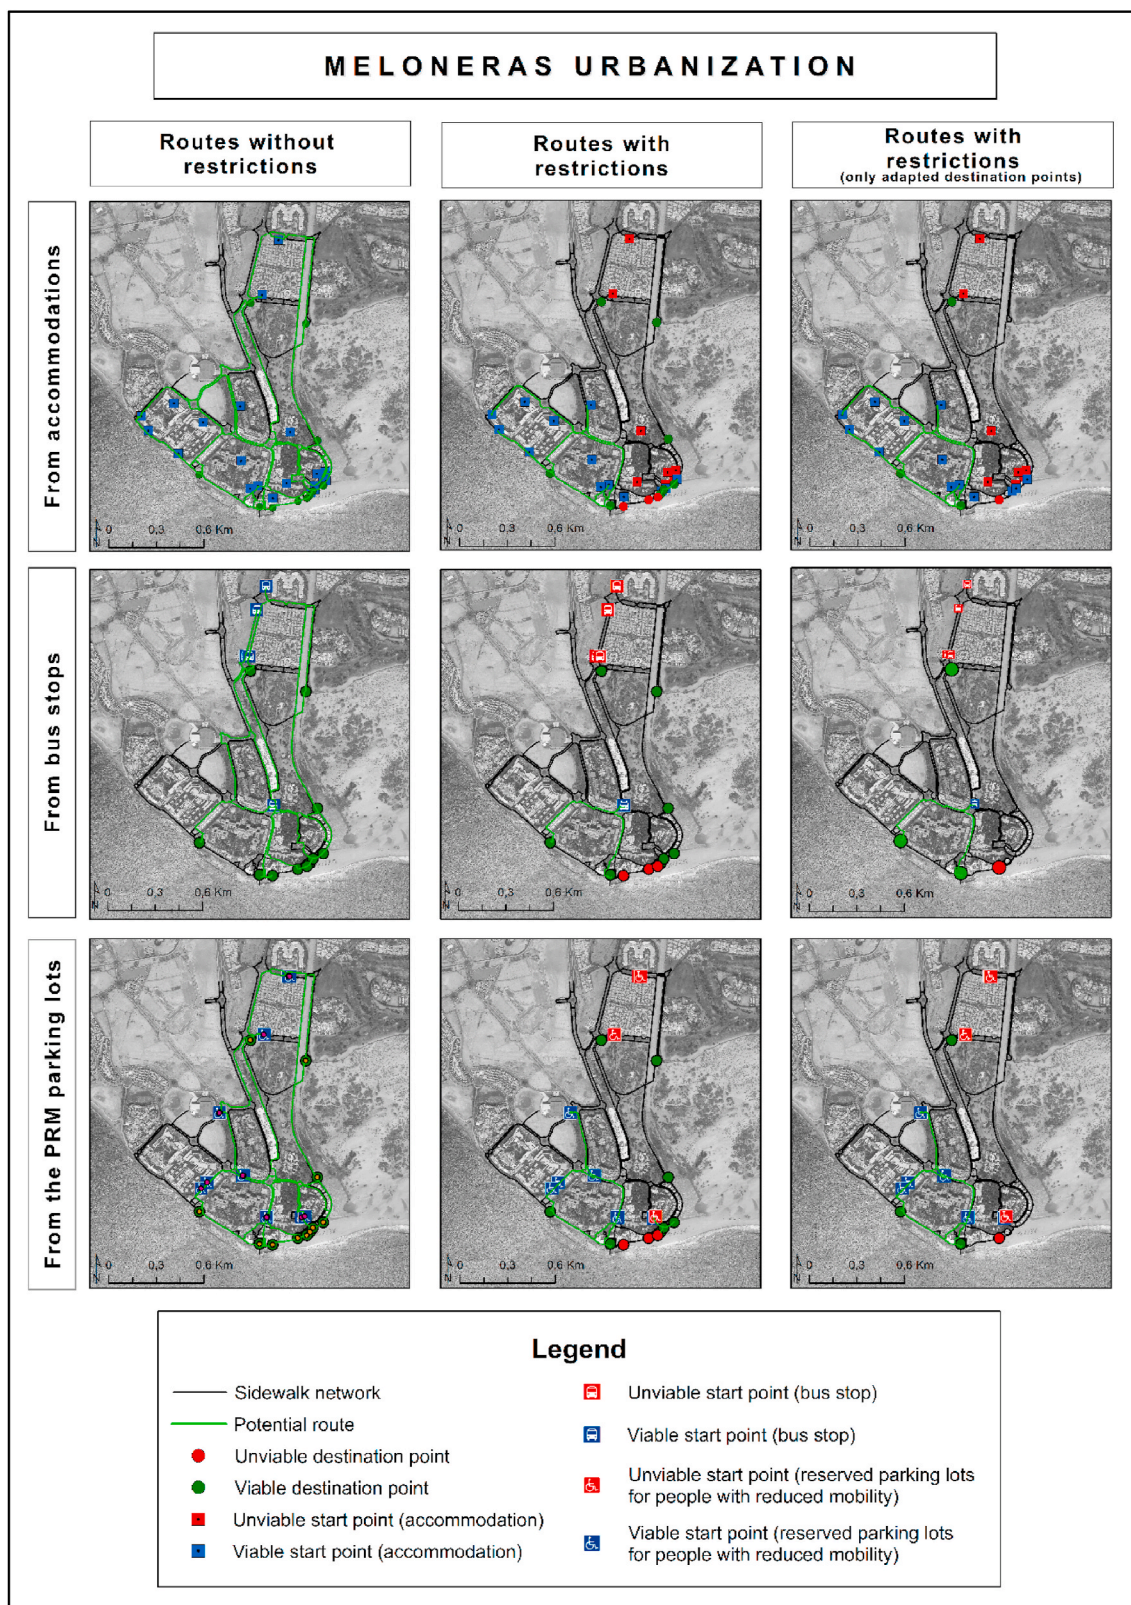 MELONERAS URBANIZATION
Routes without
restrictions
Routes with
restrictions
Routes with
restrictions
(only adapted destination points)
From accommodations
N
0
0,3
0,6 Km
N
0
0,3
0,6 Km
N
0
0,3
0,6 Km
From bus stops
N
0
0,3
0,6 Km
N
0
0,3
0,6 Km
N
0
0,3
0,6 Km
From the PRM parking lots
N
0
0,3
0,6 Km
N
0
0,3
0,6 Km
N
0
0,3
0,6 Km
Legend
Sidewalk network
Potential route
Unviable destination point
Viable destination point
Unviable start point (accommodation)
Viable start point (accommodation)
Unviable start point (bus stop)
Viable start point (bus stop)
Unviable start point (reserved parking lots
for people with reduced mobility)
Viable start point (reserved parking lots
for people with reduced mobility)